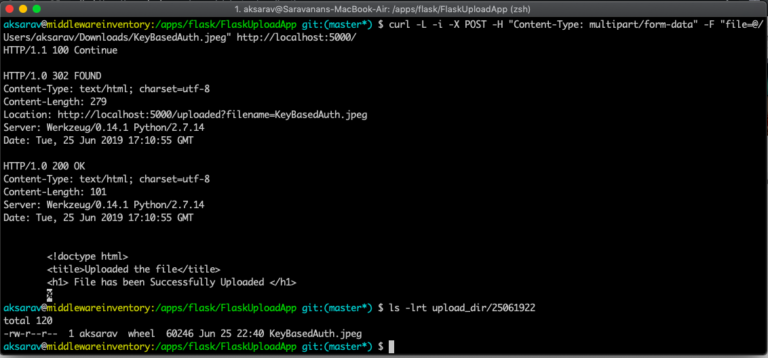 1. aksarav@Saravanans-MacBook-Air: /apps/flask/FlaskUploadApp (zsh)
aksarav@middlewareinventory:/apps/flask/FlaskUploadApp git:(master*) $ curl -L -i -X POST -H "Content-Type: multipart/form-data" -F "file=@/
Users/aksarav/Downloads/KeyBasedAuth.jpeg" http://localhost:5000/
HTTP/1.1 100 Continue
HTTP/1.0 302 FOUND
Content-Type: text/html; charset=utf-8
Content-Length: 279
Location: http://localhost:5000/uploaded?filename=KeyBasedAuth.jpeg
Server: Werkzeug/0.14.1 Python/2.7.14
Date: Tue, 25 Jun 2019 17:10:55 GMT
HTTP/1.0 200 OK
Content-Type: text/html; charset=utf-8
Content-Length: 101
Server: Werkzeug/0.14.1 Python/2.7.14
Date: Tue, 25 Jun 2019 17:10:55 GMT
<!doctype html>
<title>Uploaded the file</title>
<h1> File has been Successfully Uploaded </h1>
%
aksarav@middlewareinventory:/apps/flask/FlaskUploadApp git:(master*) $ ls -lrt upload_dir/25061922
total 120
-rw-r--r-- 1 aksarav wheel 60246 Jun 25 22:40 KeyBasedAuth.jpeg
aksarav@middlewareinventory:/apps/flask/FlaskUploadApp git:(master*) $